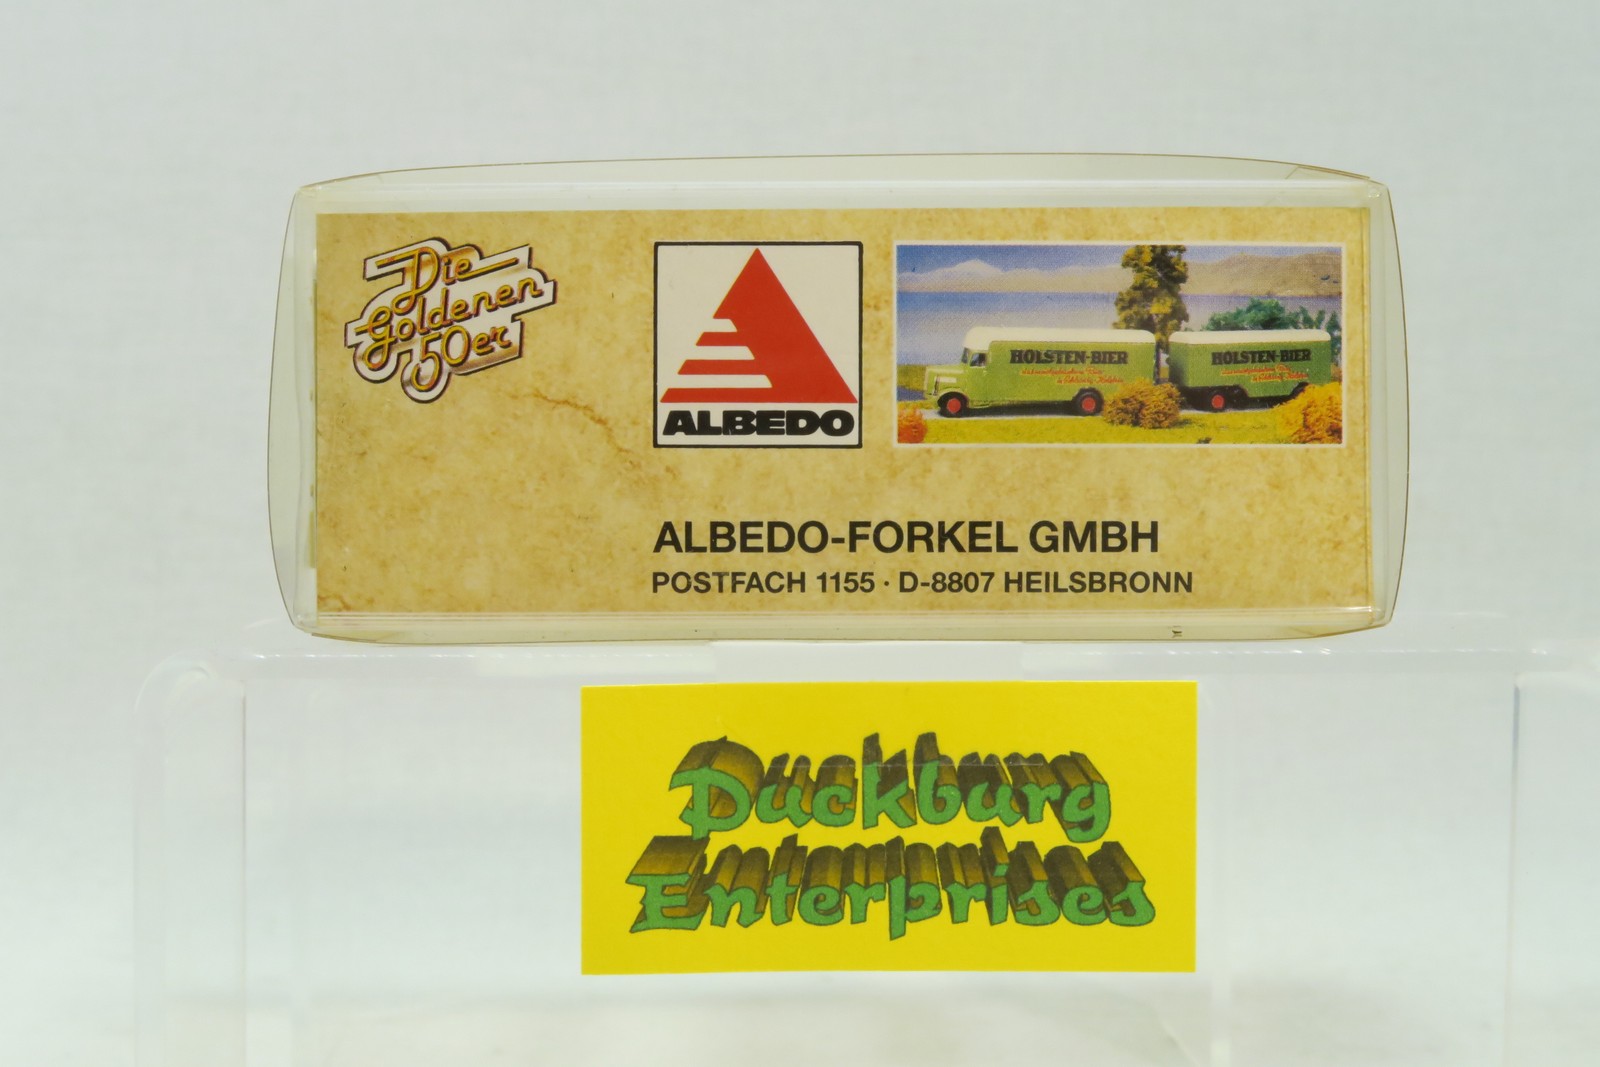 Die
Goldenen
50er
ALBEDO
HOLSTEN-BIER
HOLSTEN-BIER
ALBEDO-FORKEL GMBH
POSTFACH 1155 · D-8807 HEILSBRONN
Duckburg
Enterprises